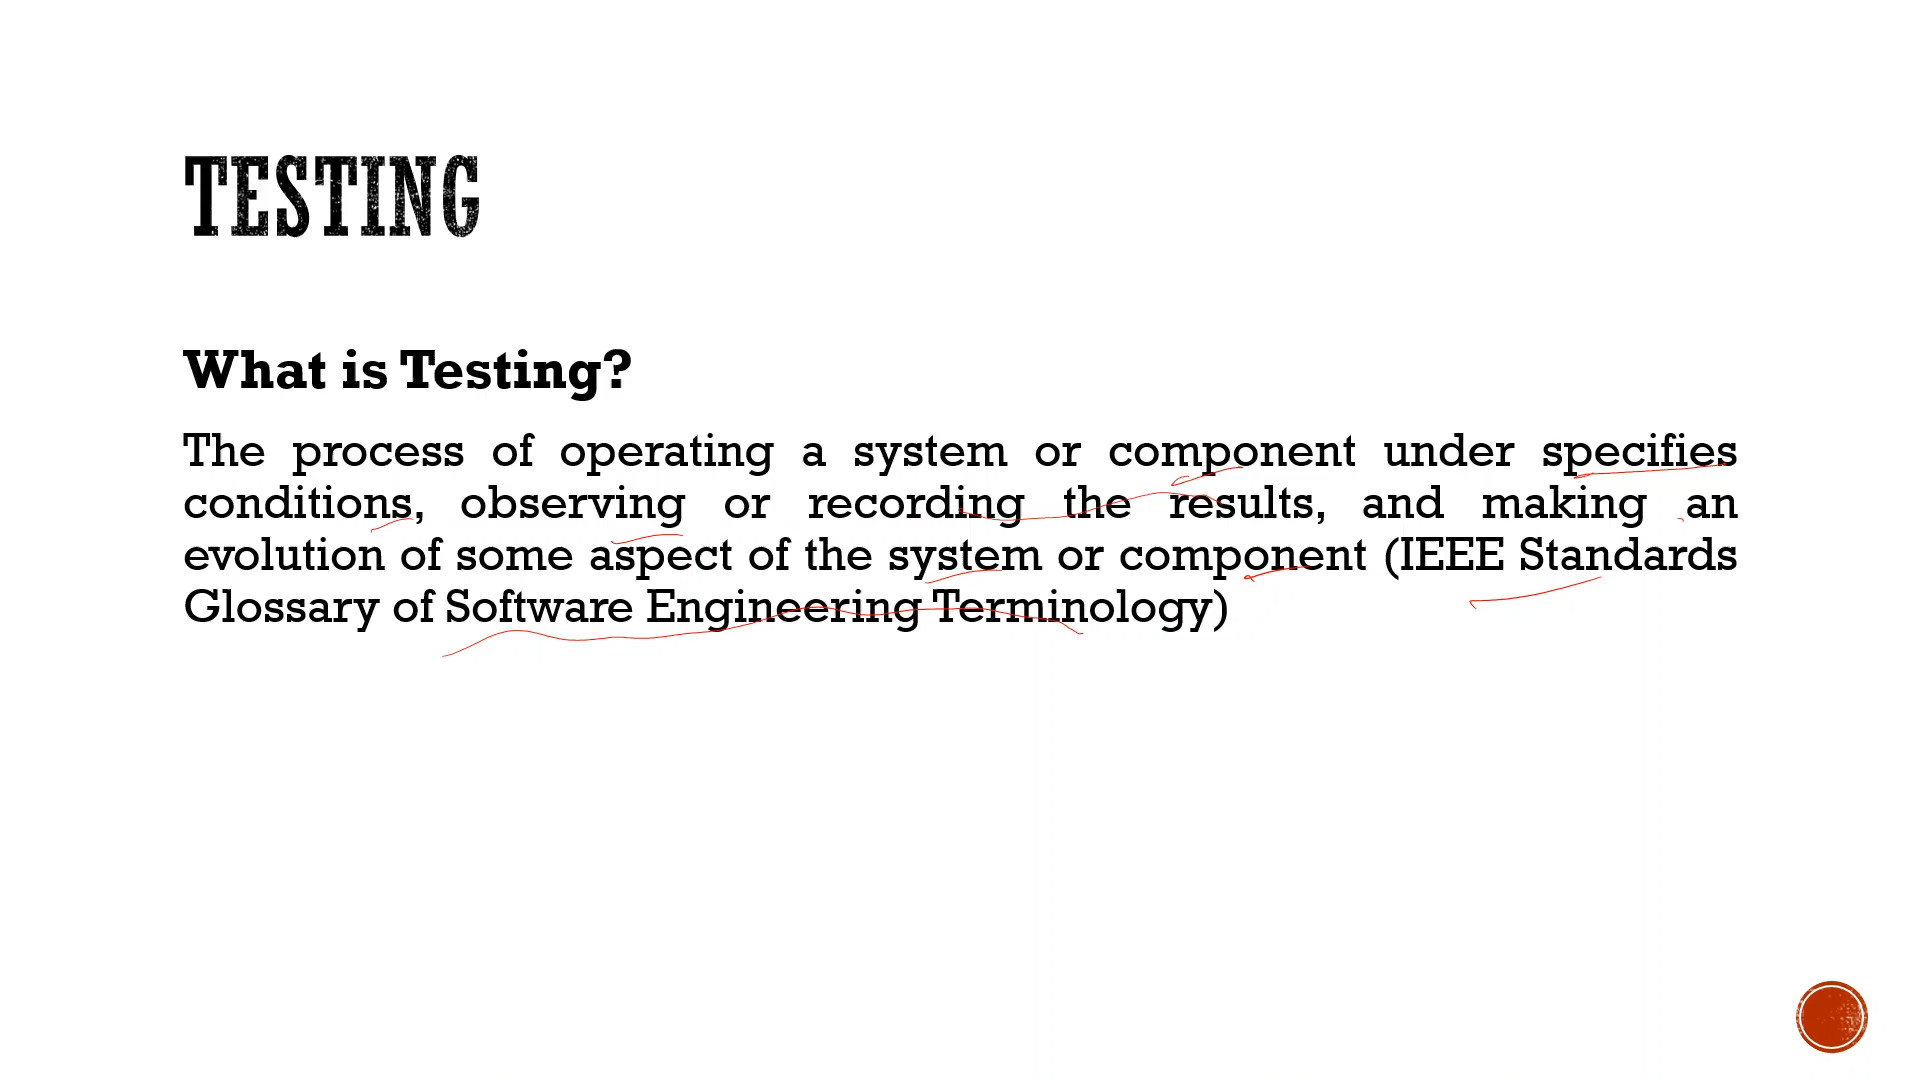 TESTING
What is Testing?
The process of operating a system or component under specifies
conditions, observing or recording the results, and making an
evolution of some aspect of the system or component (IEEE Standards
Glossary of Software Engineering Terminology)